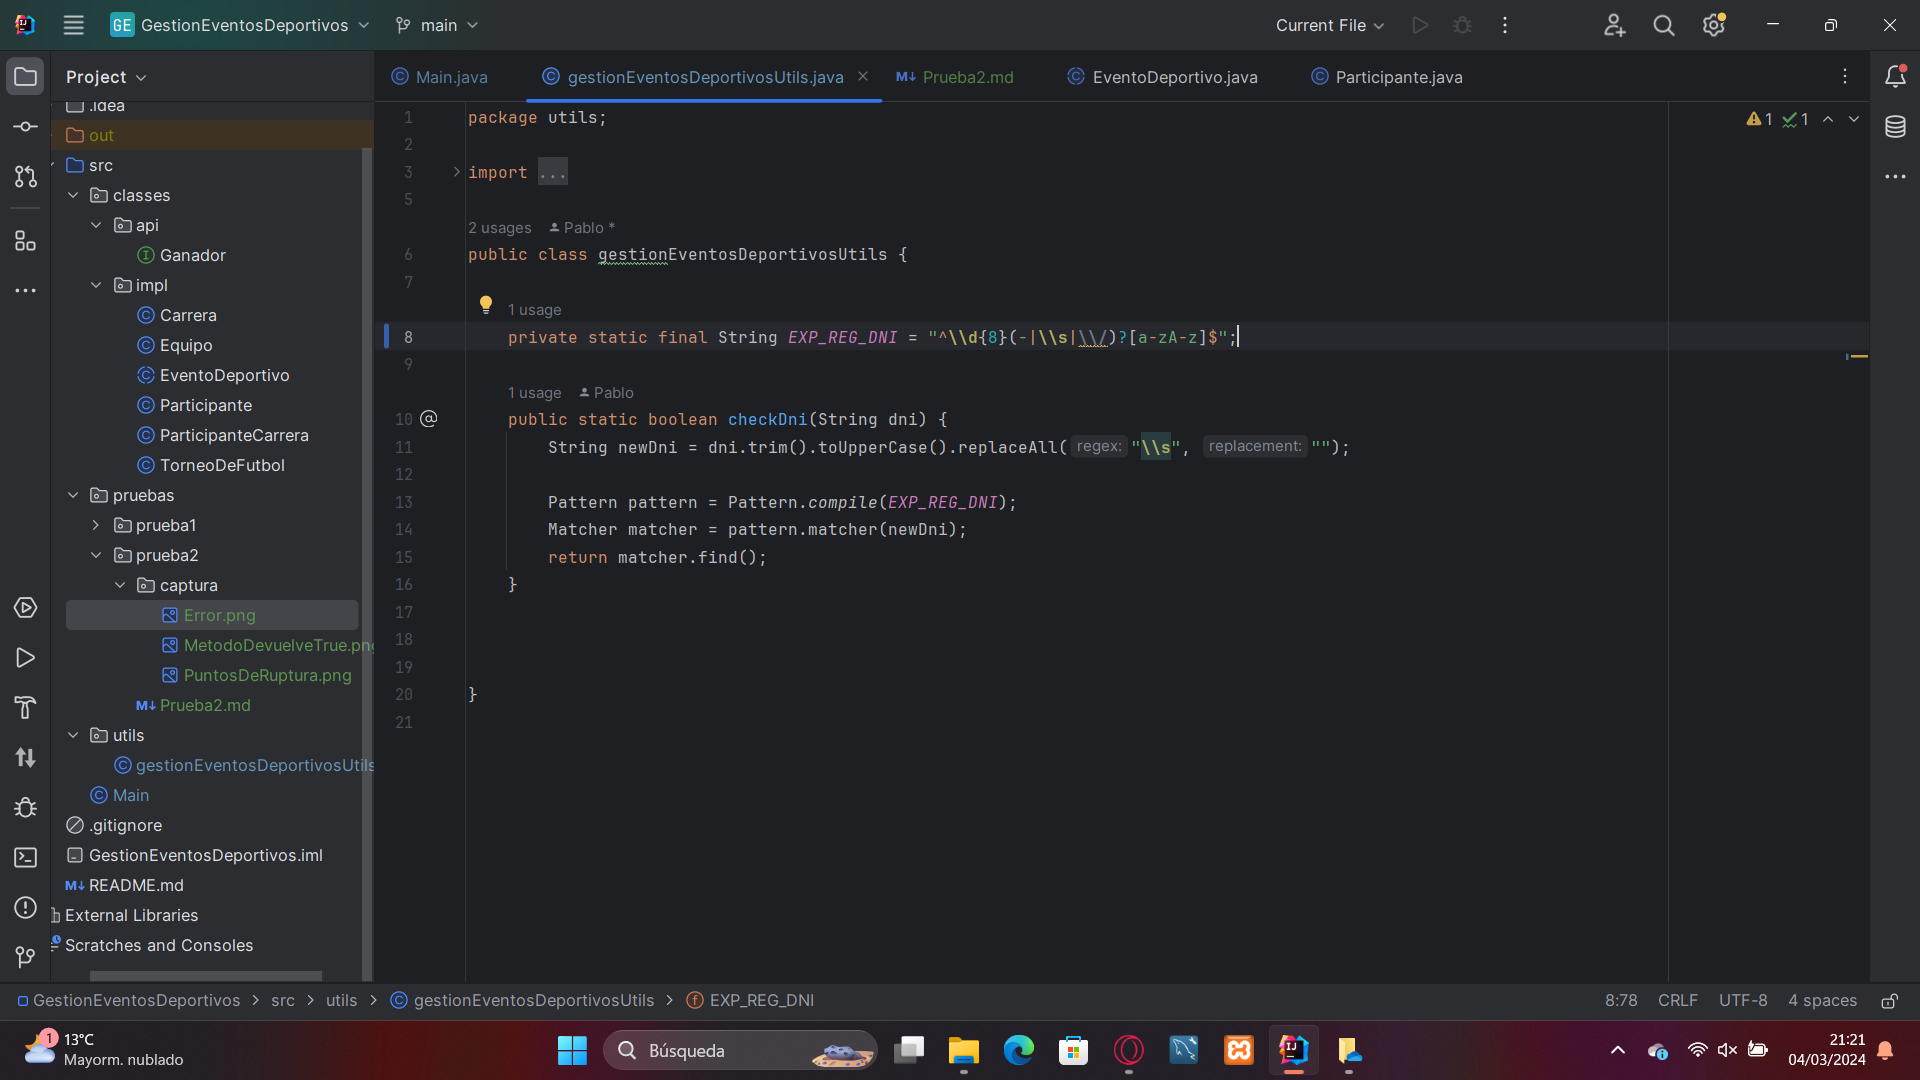 GE GestionEventosDeportivos main Current File
Project
Main.java gestionEventosDeportivosUtils.java M↓ Prueba2.md EventoDeportivo.java Participante.java
.idea
out
src
classes
api
Ganador
impl
Carrera
Equipo
EventoDeportivo
Participante
ParticipanteCarrera
TorneoDeFutbol
pruebas
prueba1
prueba2
captura
Error.png
MetodoDevuelveTrue.png
PuntosDeRuptura.png
M↓ Prueba2.md
utils
gestionEventosDeportivosUtils
Main
.gitignore
GestionEventosDeportivos.iml
M↓ README.md
External Libraries
Scratches and Consoles
1 package utils;
1 1
2
3 import ...
5
2 usages Pablo *
6 public class gestionEventosDeportivosUtils {
7
1 usage
8 private static final String EXP_REG_DNI = "^\\d{8}(-|\\s|\\/)?[a-zA-z]$";
9
1 usage Pablo
10 @ public static boolean checkDni(String dni) {
11 String newDni = dni.trim().toUpperCase().replaceAll( regex: "\\s", replacement: "");
12
13 Pattern pattern = Pattern.compile(EXP_REG_DNI);
14 Matcher matcher = pattern.matcher(newDni);
15 return matcher.find();
16 }
17
18
19
20 }
21
GestionEventosDeportivos > src > utils > gestionEventosDeportivosUtils > EXP_REG_DNI 8:78 CRLF UTF-8 4 spaces
1 13°C
Mayorm. nublado
Búsqueda
21:21
04/03/2024